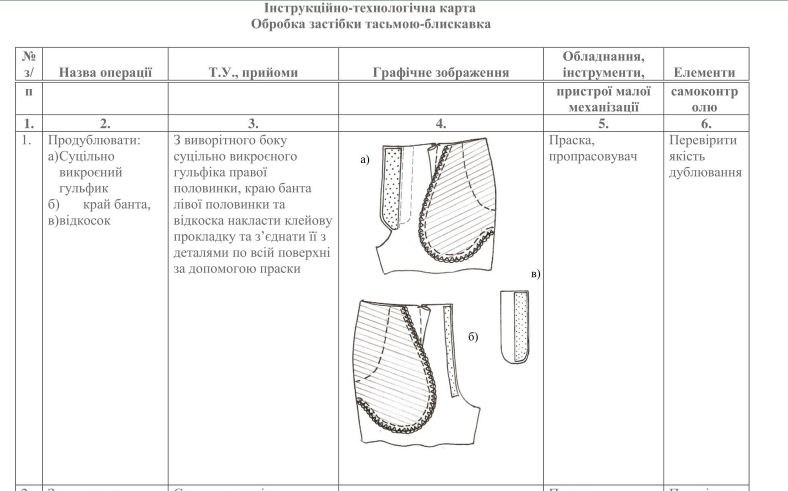 Інструкційно-технологічна карта
Обробка застібки тасьмою-блискавка
№ з/ п
Назва операції
Т.У., прийоми
Графічне зображення
Обладнання, інструменти, пристрої малої механізації
Елементи самоконтр олю
1. 2. 3. 4. 5. 6.
1.
Продублювати:
а)Суцільно
викроєний
гульфик
б) край банта,
в)відкосок
З виворітного боку
суцільно викроєного
гульфіка правої
половинки, краю банта
лівої половинки та
відкоска накласти клейову
прокладку та з’єднати її з
деталями по всій поверхні
за допомогою праски
а)
в)
б)
Праска,
пропрасовувач
Перевірити
якість
дублювання